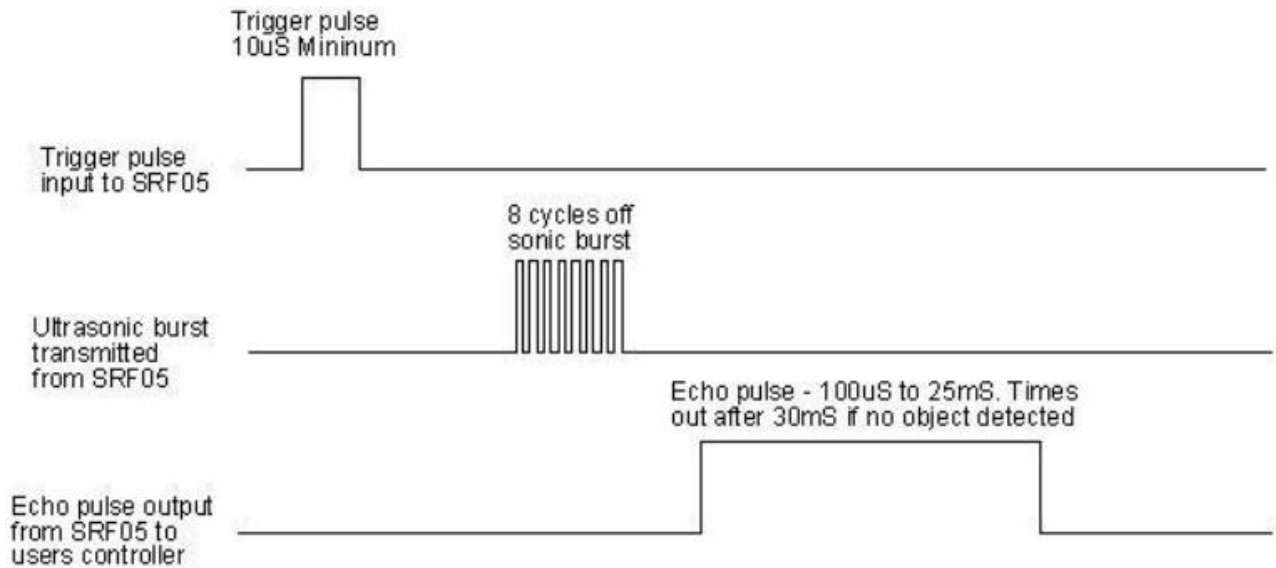 Trigger pulse
10uS Mininum
Trigger pulse
input to SRF05
8 cycles off
sonic burst
Ultrasonic burst
transmitted
from SRF05
Echo pulse - 100uS to 25mS. Times
out after 30mS if no object detected
Echo pulse output
from SRF05 to
users controller